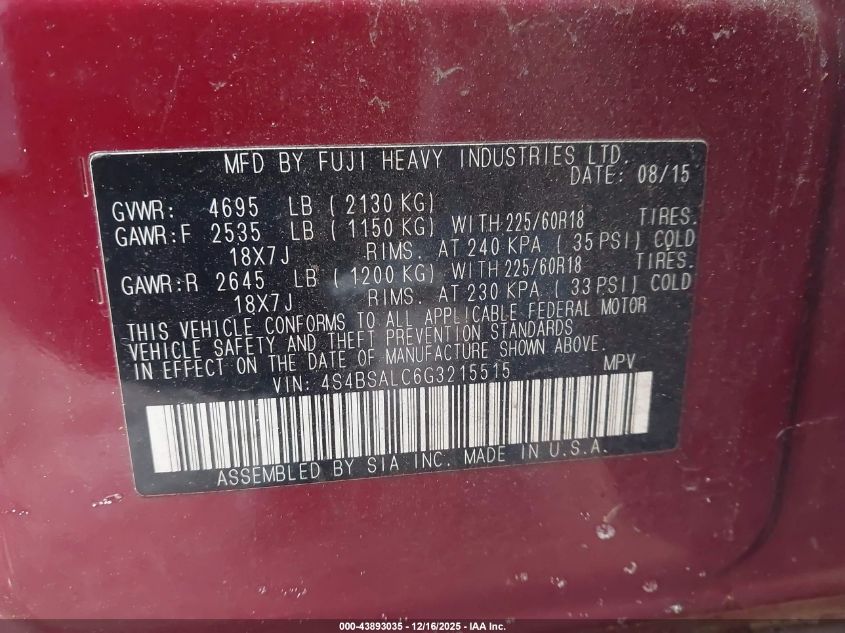 MFD BY FUJI HEAVY INDUSTRIES LTD.
DATE: 08/15
GVWR: 4695 LB ( 2130 KG)
GAWR:F 2535 LB ( 1150 KG) WITH 225/60R18 TIRES.
18X7J RIMS. AT 240 KPA ( 35 PSI) COLD
GAWR:R 2645 LB ( 1200 KG) WITH 225/60R18 TIRES.
18X7J RIMS. AT 230 KPA ( 33 PSI) COLD
THIS VEHICLE CONFORMS TO ALL APPLICABLE FEDERAL MOTOR
VEHICLE SAFETY AND THEFT PREVENTION STANDARDS
IN EFFECT ON THE DATE OF MANUFACTURE SHOWN ABOVE.
VIN: 4S4BSALC6G3215515 MPV
ASSEMBLED BY SIA INC. MADE IN U.S.A.
000-43893035 - 12/16/2025 - IAA Inc.